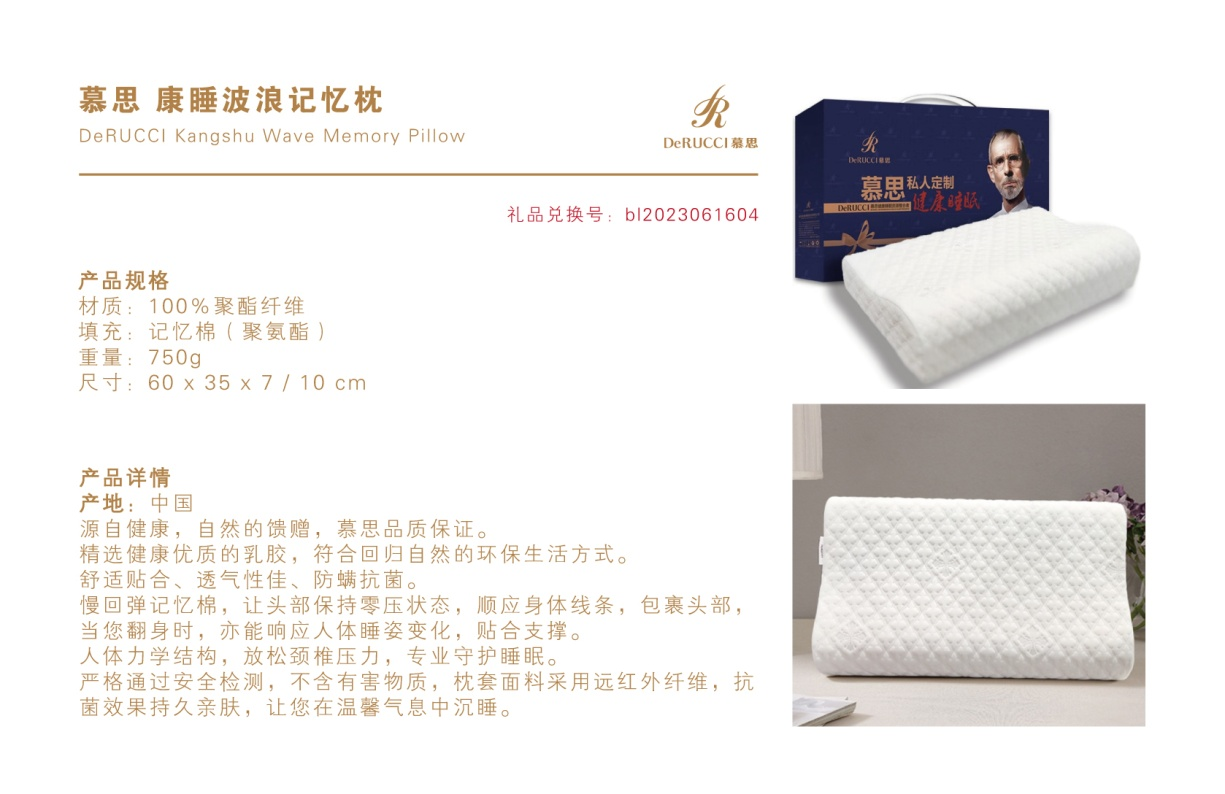 慕思 康睡波浪记忆枕
DeRUCCI Kangshu Wave Memory Pillow
DeRUCCI慕思
礼品兑换号：bl2023061604
产品规格
材质：100%聚酯纤维
填充：记忆棉（聚氨酯）
重量：750g
尺寸：60 x 35 x 7 / 10 cm
产品详情
产地：中国
源自健康，自然的馈赠，慕思品质保证。
精选健康优质的乳胶，符合回归自然的环保生活方式。
舒适贴合、透气性佳、防螨抗菌。
慢回弹记忆棉，让头部保持零压状态，顺应身体线条，包裹头部，
当您翻身时，亦能响应人体睡姿变化，贴合支撑。
人体力学结构，放松颈椎压力，专业守护睡眠。
严格通过安全检测，不含有害物质，枕套面料采用远红外纤维，抗
菌效果持久亲肤，让您在温馨气息中沉睡。
DeRUCCI慕思
慕思私人定制
DeRUCCI
健康睡眠